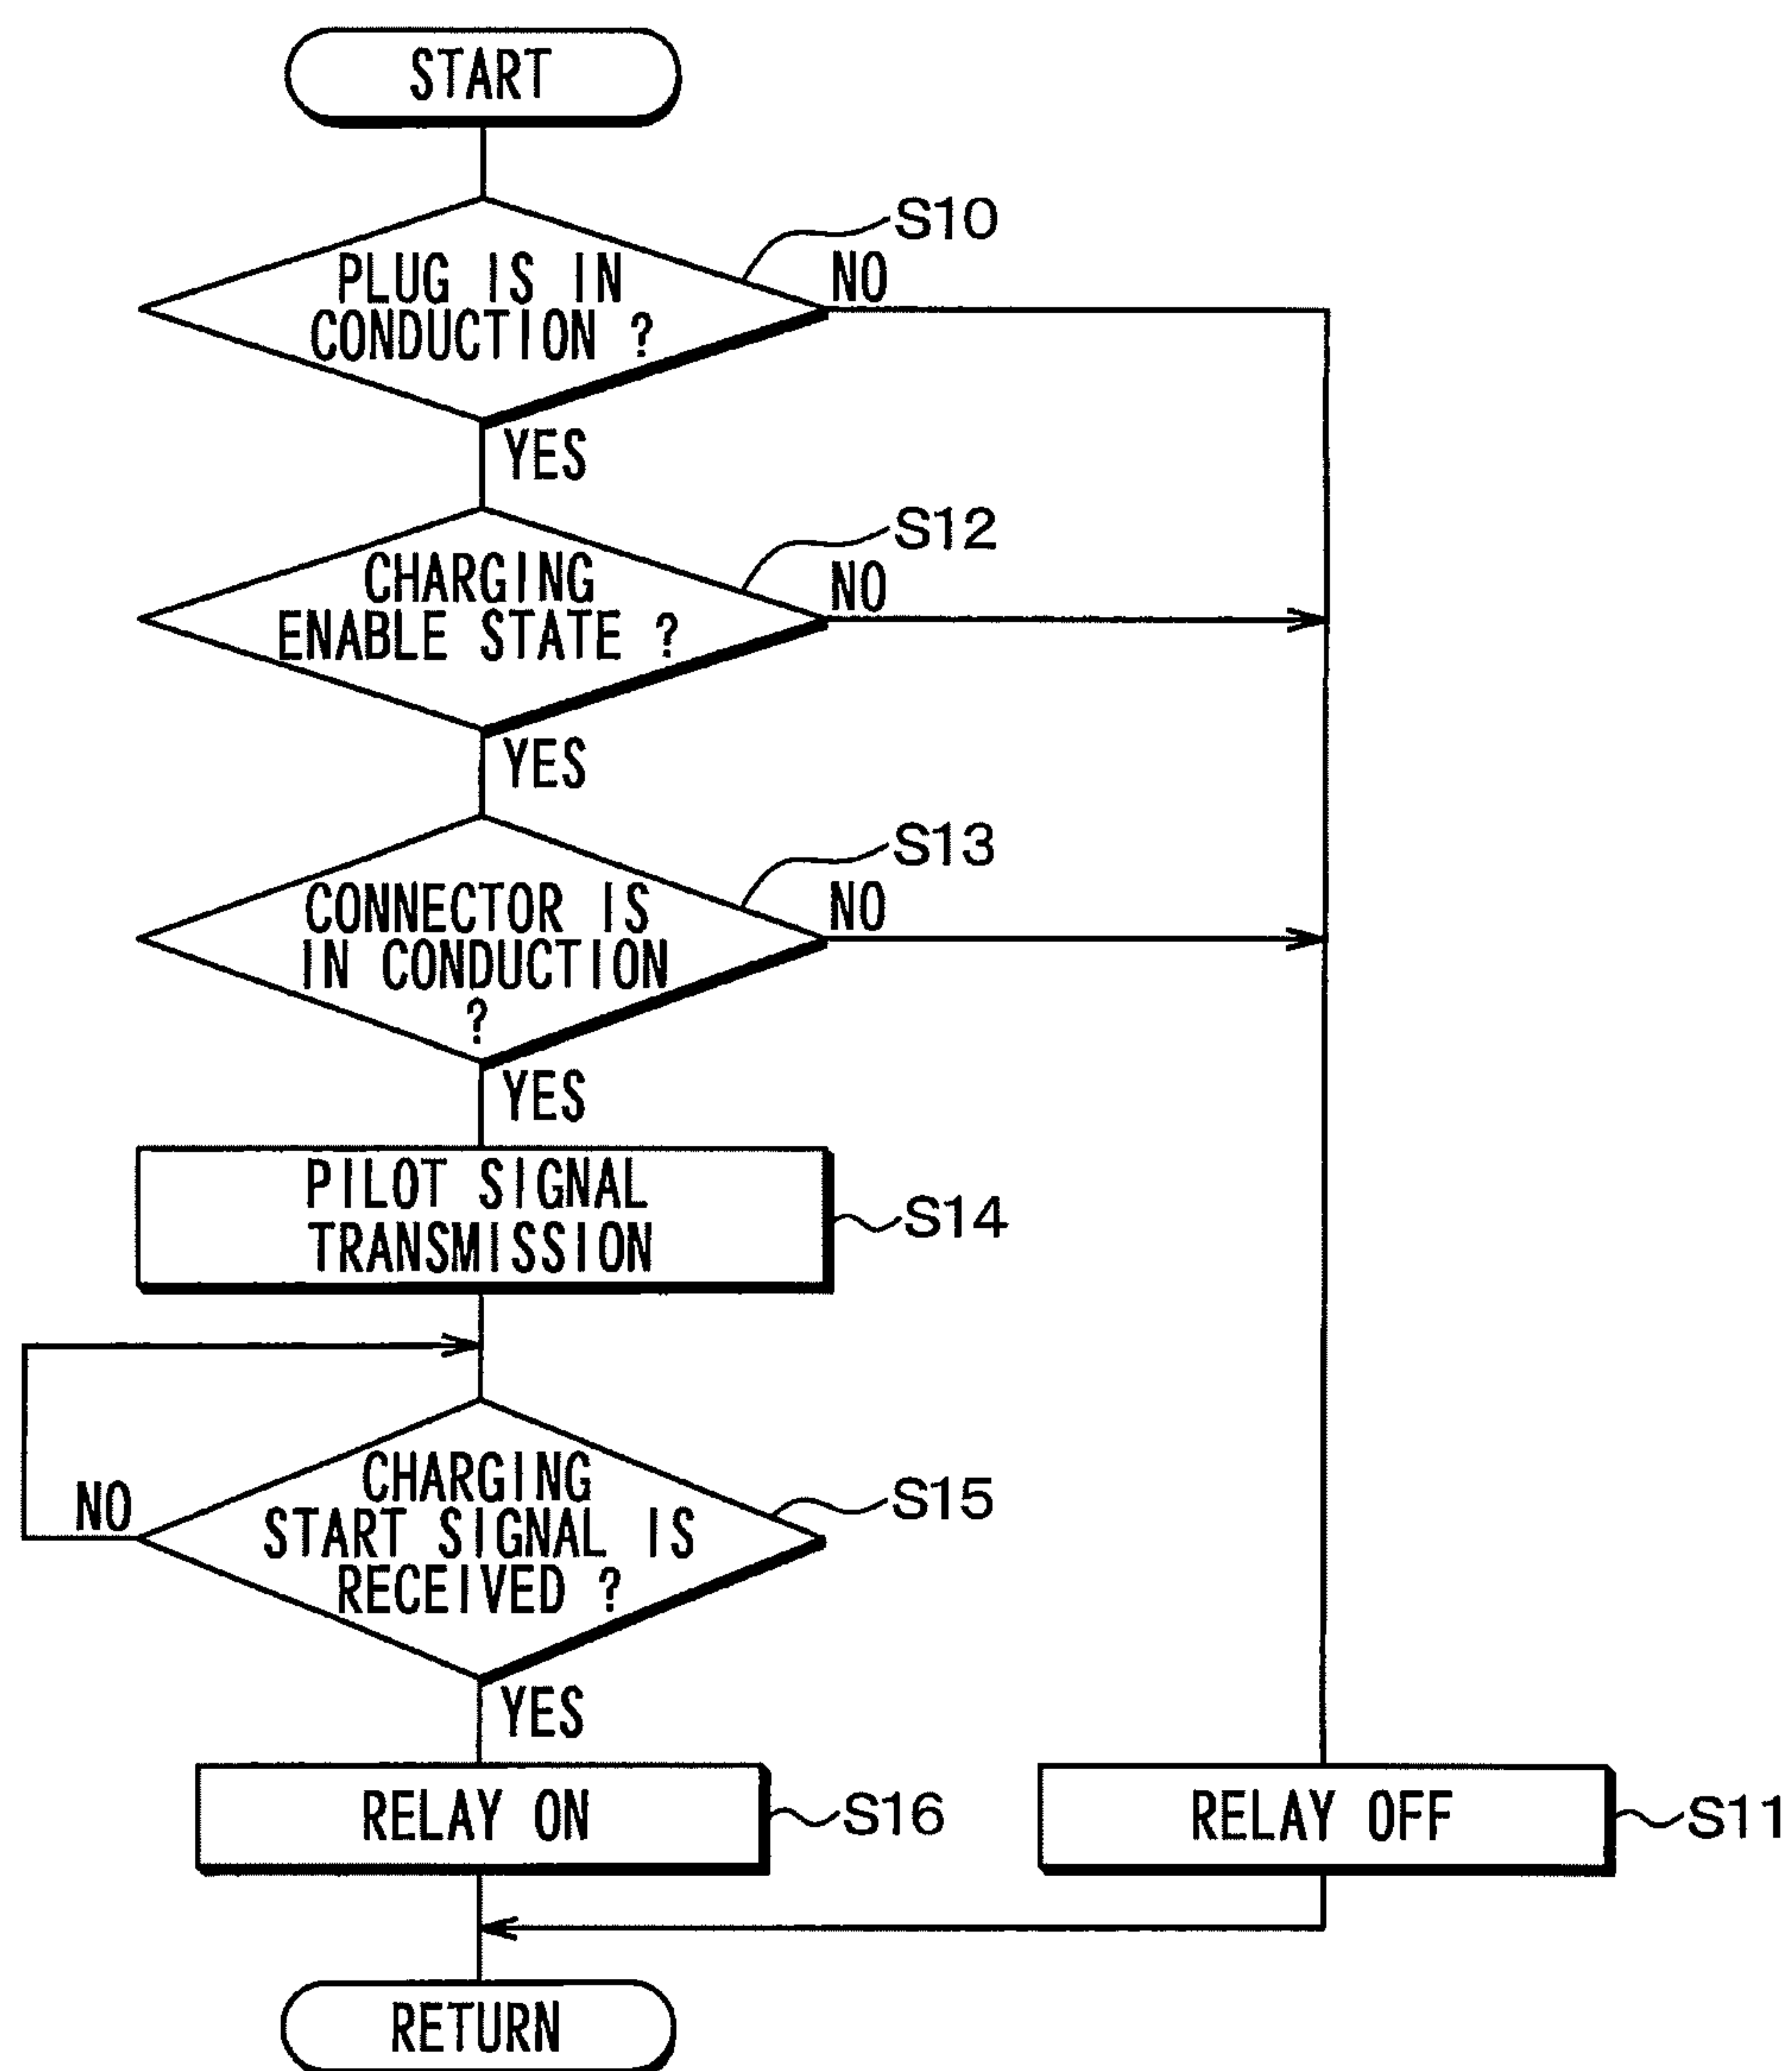 START
S10
PLUG IS IN
CONDUCTION ?
NO
YES
S12
CHARGING
ENABLE STATE ?
NO
YES
S13
CONNECTOR IS
IN CONDUCTION
?
NO
YES
PILOT SIGNAL
TRANSMISSION
S14
CHARGING
START SIGNAL IS
RECEIVED ?
S15
NO
YES
RELAY ON
S16
RELAY OFF
S11
RETURN